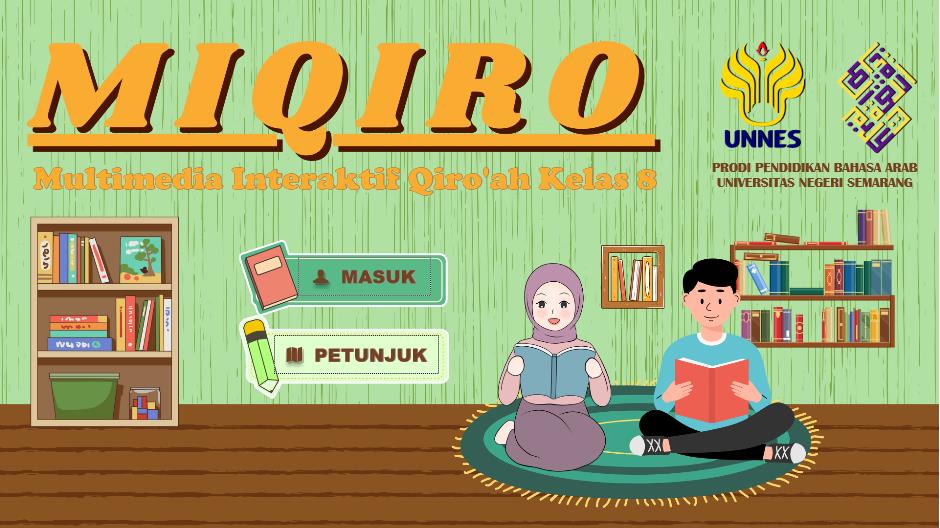 MIQIRO
Multimedia Interaktif Qiro'ah Kelas 8
UNNES
PRODI PENDIDIKAN BAHASA ARAB
UNIVERSITAS NEGERI SEMARANG
MASUK
PETUNJUK